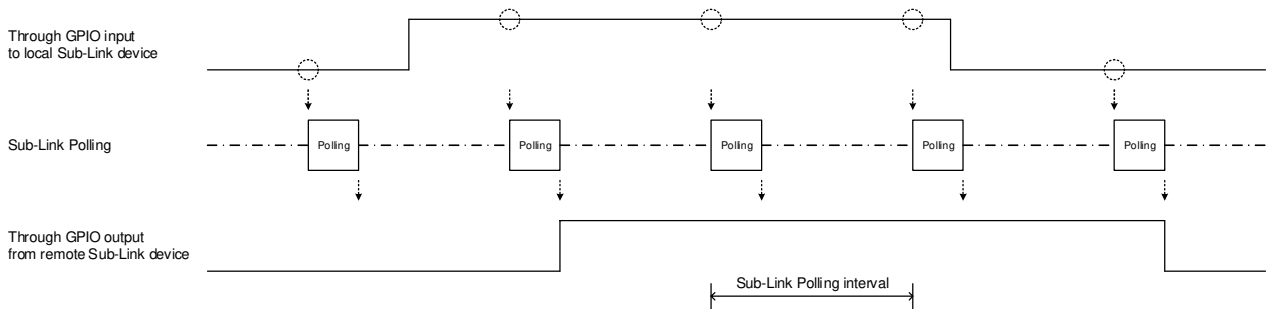 Through GPIO input
to local Sub-Link device
Sub-Link Polling
Polling
Polling
Polling
Polling
Polling
Through GPIO output
from remote Sub-Link device
Sub-Link Polling interval